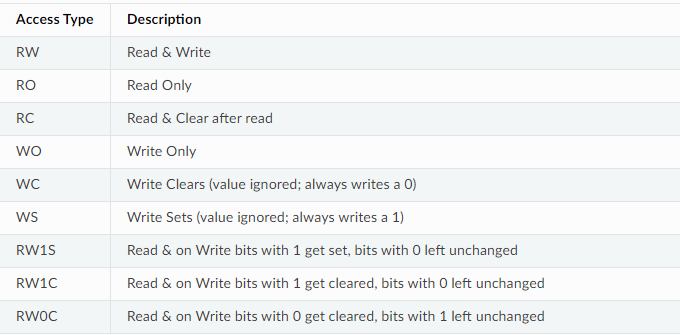 Access Type Description
RW Read & Write
RO Read Only
RC Read & Clear after read
WO Write Only
WC Write Clears (value ignored; always writes a 0)
WS Write Sets (value ignored; always writes a 1)
RW1S Read & on Write bits with 1 get set, bits with 0 left unchanged
RW1C Read & on Write bits with 1 get cleared, bits with 0 left unchanged
RW0C Read & on Write bits with 0 get cleared, bits with 1 left unchanged